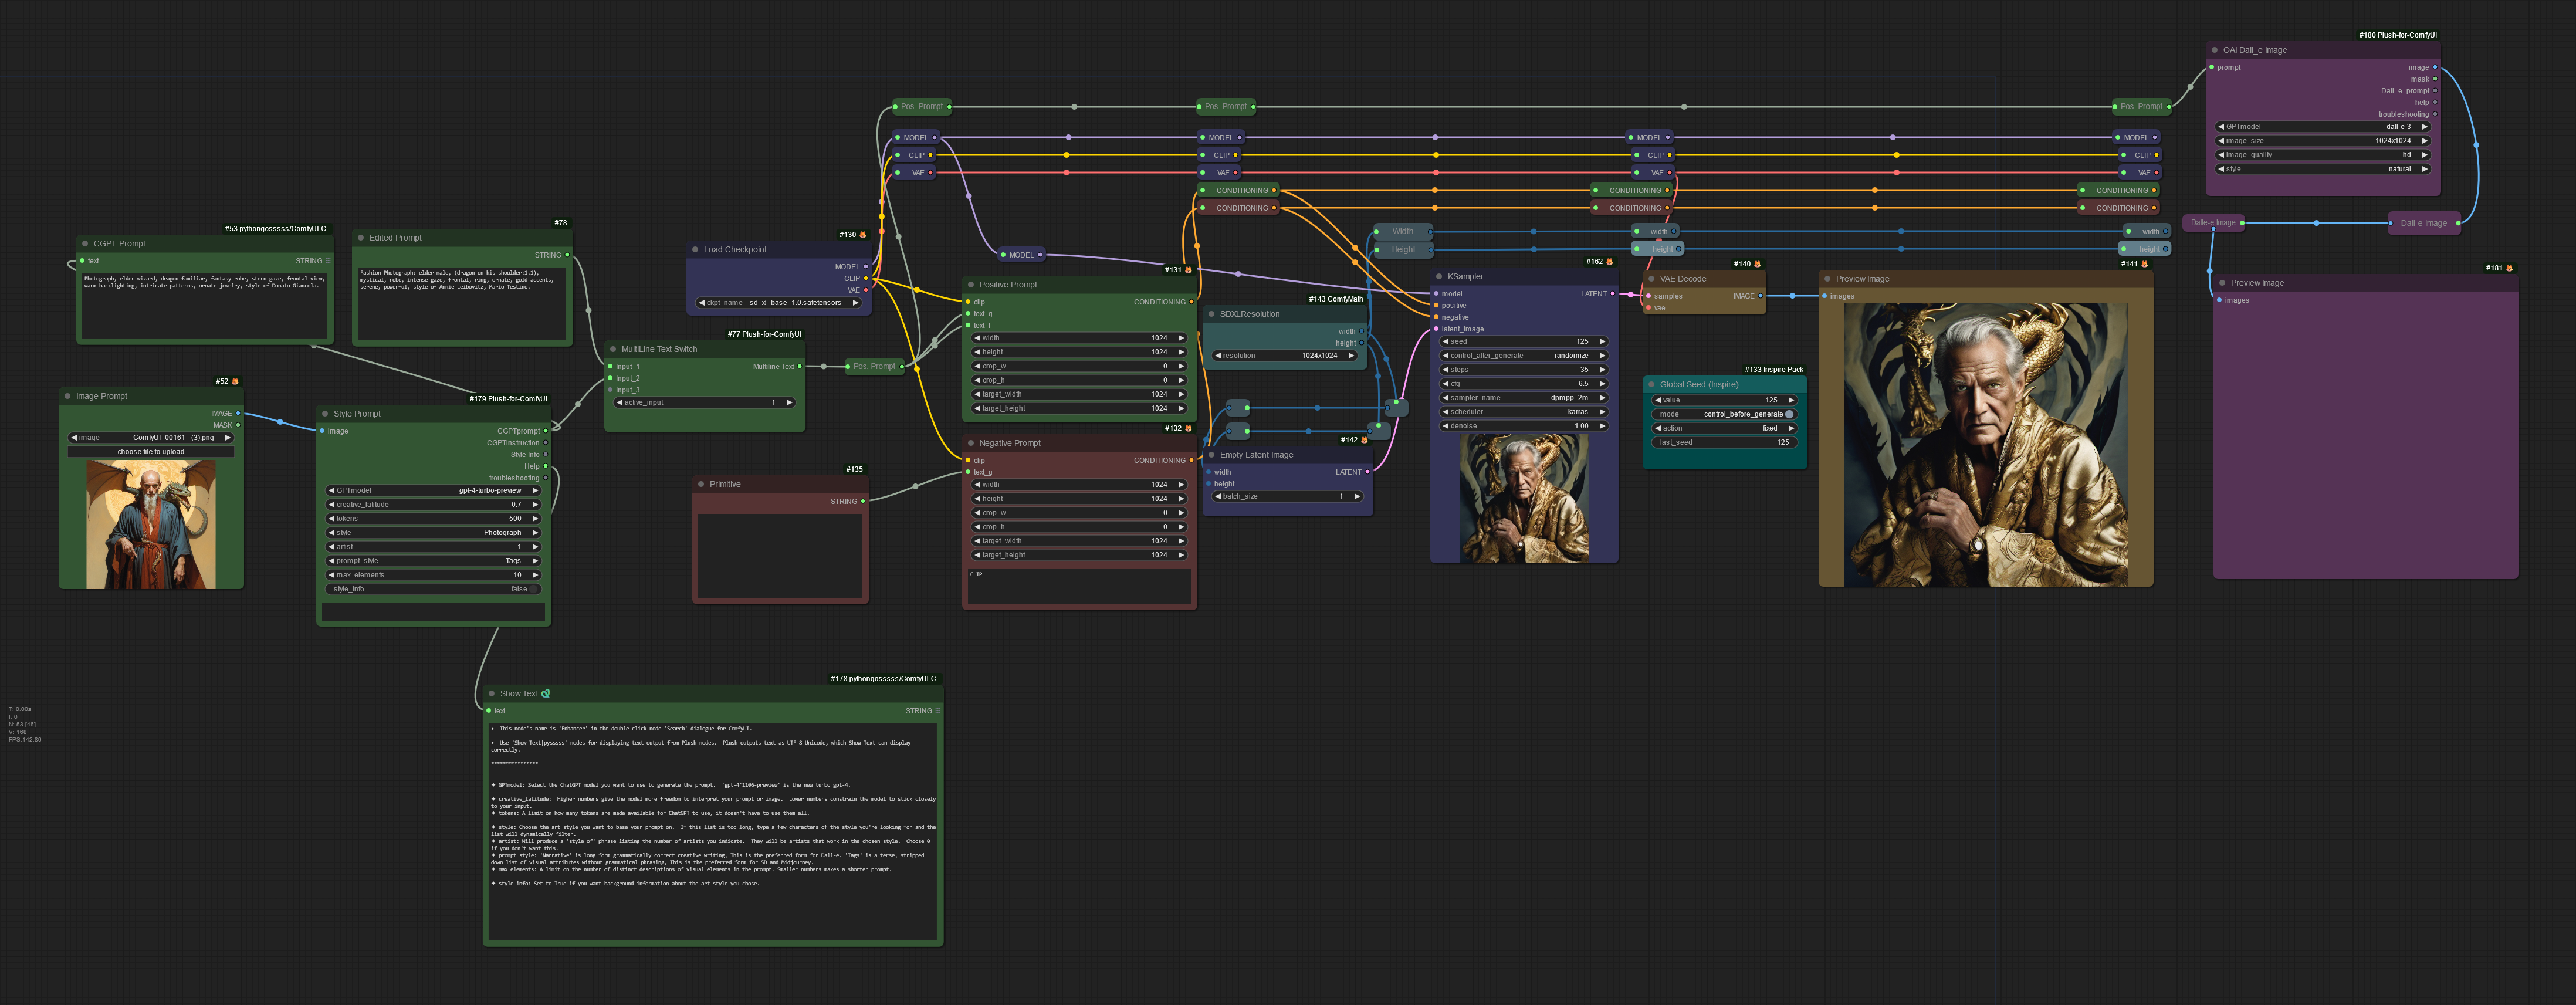 #180 Plush-for-ComfyUI
OAI Dall_e Image
prompt
image
mask
Dall_e_prompt
help
troubleshooting
GPTmodel dall-e-3
image_size 1024x1024
image_quality hd
style natural
Pos. Prompt
Pos. Prompt
Pos. Prompt
MODEL
MODEL
MODEL
MODEL
CLIP
CLIP
CLIP
CLIP
VAE
VAE
VAE
VAE
CONDITIONING
CONDITIONING
CONDITIONING
CONDITIONING
CONDITIONING
CONDITIONING
Width
width
width
Height
height
height
Dalle-e Image
Dall-e Image
#53 pythongosssss/ComfyUI-C..
CGPT Prompt
text
STRING
Photograph, elder wizard, dragon familiar, fantasy robe, stern gaze, frontal view,
warm backlighting, intricate patterns, ornate jewelry, style of Donato Giancola.
#78
Edited Prompt
STRING
Fashion Photograph: elder male, (dragon on his shoulder:1.1),
mystical, robe, intense gaze, frontal, ring, ornate, gold accents,
serene, powerful, style of Annie Leibovitz, Mario Testino.
#52
Image Prompt
IMAGE
MASK
image ComfyUI_00161_ (3).png
choose file to upload
#179 Plush-for-ComfyUI
Style Prompt
image
CGPTprompt
CGPTinstruction
Style Info
Help
troubleshooting
GPTmodel gpt-4-turbo-preview
creative_latitude 0.7
tokens 500
style Photograph
artist 1
prompt_style Tags
max_elements 10
style_info false
#77 Plush-for-ComfyUI
MultiLine Text Switch
Input_1
Multiline Text
Input_2
Input_3
active_input 1
Pos. Prompt
#130
Load Checkpoint
MODEL
CLIP
VAE
ckpt_name sd_xl_base_1.0.safetensors
MODEL
#135
Primitive
STRING
#131
Positive Prompt
clip
CONDITIONING
text_g
text_l
width 1024
height 1024
crop_w 0
crop_h 0
target_width 1024
target_height 1024
#132
Negative Prompt
clip
CONDITIONING
text_g
width 1024
height 1024
crop_w 0
crop_h 0
target_width 1024
target_height 1024
CLIP_L
#143 ComfyMath
SDXLResolution
width
height
resolution 1024x1024
#142
Empty Latent Image
width
LATENT
height
batch_size 1
#162
KSampler
model
LATENT
positive
negative
latent_image
seed 125
control_after_generate randomize
steps 35
cfg 6.5
sampler_name dpmpp_2m
scheduler karras
denoise 1.00
#140
VAE Decode
samples
IMAGE
vae
#133 Inspire Pack
Global Seed (Inspire)
value 125
mode control_before_generate
action fixed
last_seed 125
#141
Preview Image
images
#181
Preview Image
images
#178 pythongosssss/ComfyUI-C..
Show Text
text
STRING
• This node's name is 'Enhancer' in the double click node 'Search' dialogue for ComfyUI.
• Use 'Show Text|pysssss' nodes for displaying text output from Plush nodes. Plush outputs text as UTF-8 Unicode, which Show Text can display
correctly.
****************
✦ GPTmodel: Select the ChatGPT model you want to use to generate the prompt. 'gpt-4'1106-preview' is the new turbo gpt-4.
✦ creative_latitude: Higher numbers give the model more freedom to interpret your prompt or image. Lower numbers constrain the model to stick closely
to your input.
✦ tokens: A limit on how many tokens are made available for ChatGPT to use, it doesn't have to use them all.
✦ style: Choose the art style you want to base your prompt on. If this list is too long, type a few characters of the style you're looking for and the
list will dynamically filter.
✦ artist: Will produce a 'style of' phrase listing the number of artists you indicate. They will be artists that work in the chosen style. Choose 0
if you don't want this.
✦ prompt_style: 'Narrative' is long form grammatically correct creative writing, This is the preferred form for Dall-e. 'Tags' is a terse, stripped
down list of visual attributes without grammatical phrasing, This is the preferred form for SD and Midjourney.
✦ max_elements: A limit on the number of distinct descriptions of visual elements in the prompt. Smaller numbers makes a shorter prompt.
✦ style_info: Set to True if you want background information about the art style you chose.
T: 0.00s
I: 0
N: 53 [46]
V: 168
FPS:142.86